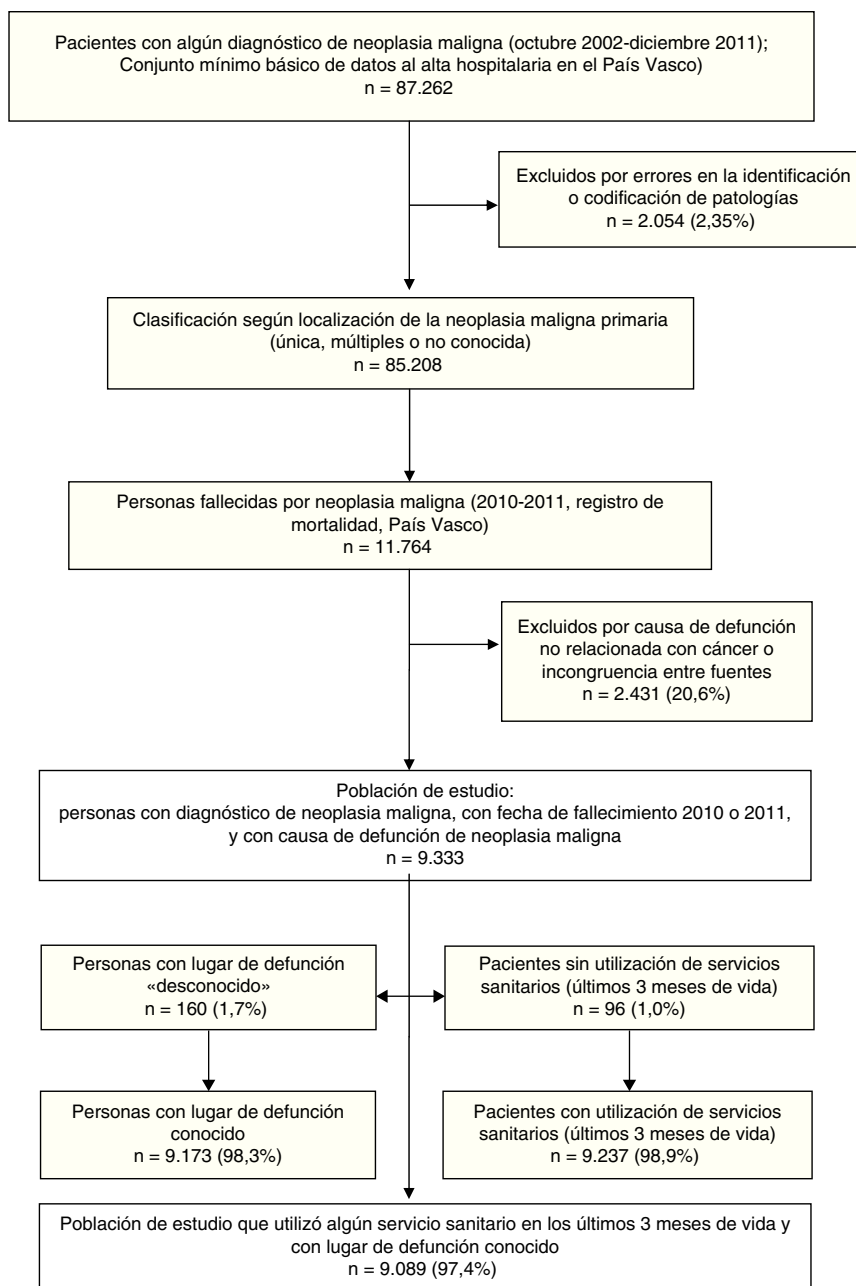 Pacientes con algún diagnóstico de neoplasia maligna (octubre 2002-diciembre 2011);
Conjunto mínimo básico de datos al alta hospitalaria en el País Vasco)
n = 87.262
Excluidos por errores en la identificación
o codificación de patologías
n = 2.054 (2,35%)
Clasificación según localización de la neoplasia maligna primaria
(única, múltiples o no conocida)
n = 85.208
Personas fallecidas por neoplasia maligna (2010-2011, registro de
mortalidad, País Vasco)
n = 11.764
Excluidos por causa de defunción
no relacionada con cáncer o
incongruencia entre fuentes
n = 2.431 (20,6%)
Población de estudio:
personas con diagnóstico de neoplasia maligna, con fecha de fallecimiento 2010 o 2011,
y con causa de defunción de neoplasia maligna
n = 9.333
Personas con lugar de defunción
«desconocido»
n = 160 (1,7%)
Pacientes sin utilización de servicios
sanitarios (últimos 3 meses de vida)
n = 96 (1,0%)
Personas con lugar de defunción
conocido
n = 9.173 (98,3%)
Pacientes con utilización de servicios
sanitarios (últimos 3 meses de vida)
n = 9.237 (98,9%)
Población de estudio que utilizó algún servicio sanitario en los últimos 3 meses de vida y
con lugar de defunción conocido
n = 9.089 (97,4%)